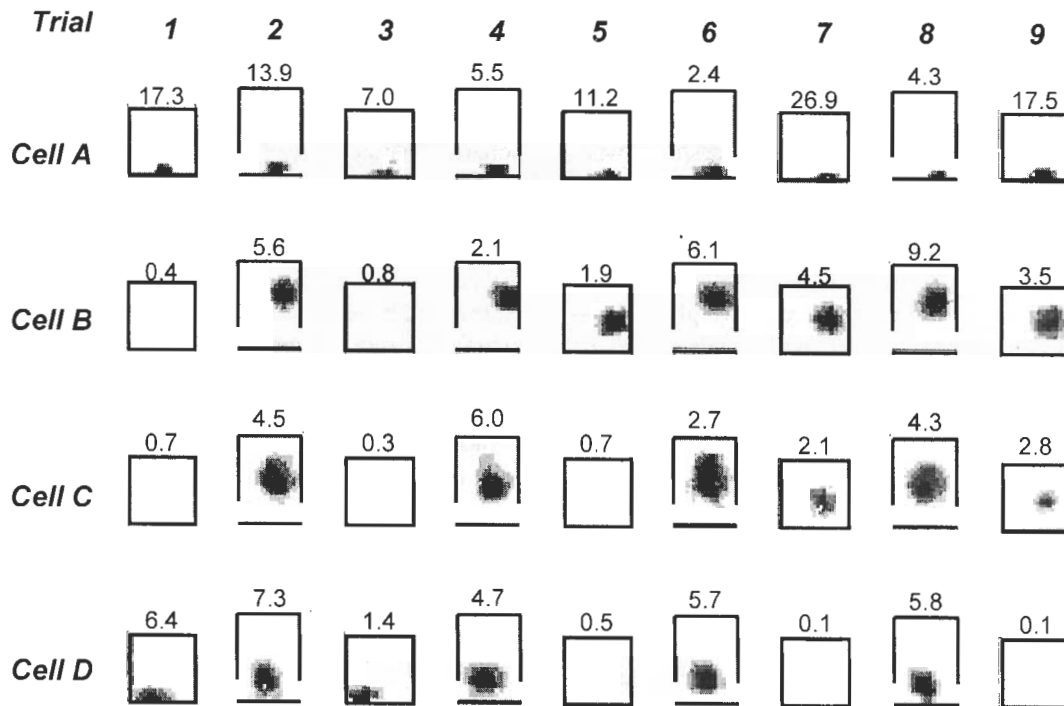 Trial 1 2 3 4 5 6 7 8 9
17.3 13.9 7.0 5.5 11.2 2.4 26.9 4.3 17.5
Cell A
0.4 5.6 0.8 2.1 1.9 6.1 4.5 9.2 3.5
Cell B
0.7 4.5 0.3 6.0 0.7 2.7 2.1 4.3 2.8
Cell C
6.4 7.3 1.4 4.7 0.5 5.7 0.1 5.8 0.1
Cell D